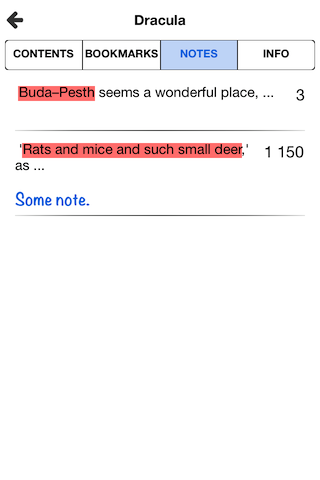 Dracula
CONTENTS BOOKMARKS NOTES INFO
Buda–Pesth seems a wonderful place, ... 3
'Rats and mice and such small deer,' 1 150
as ...
Some note.